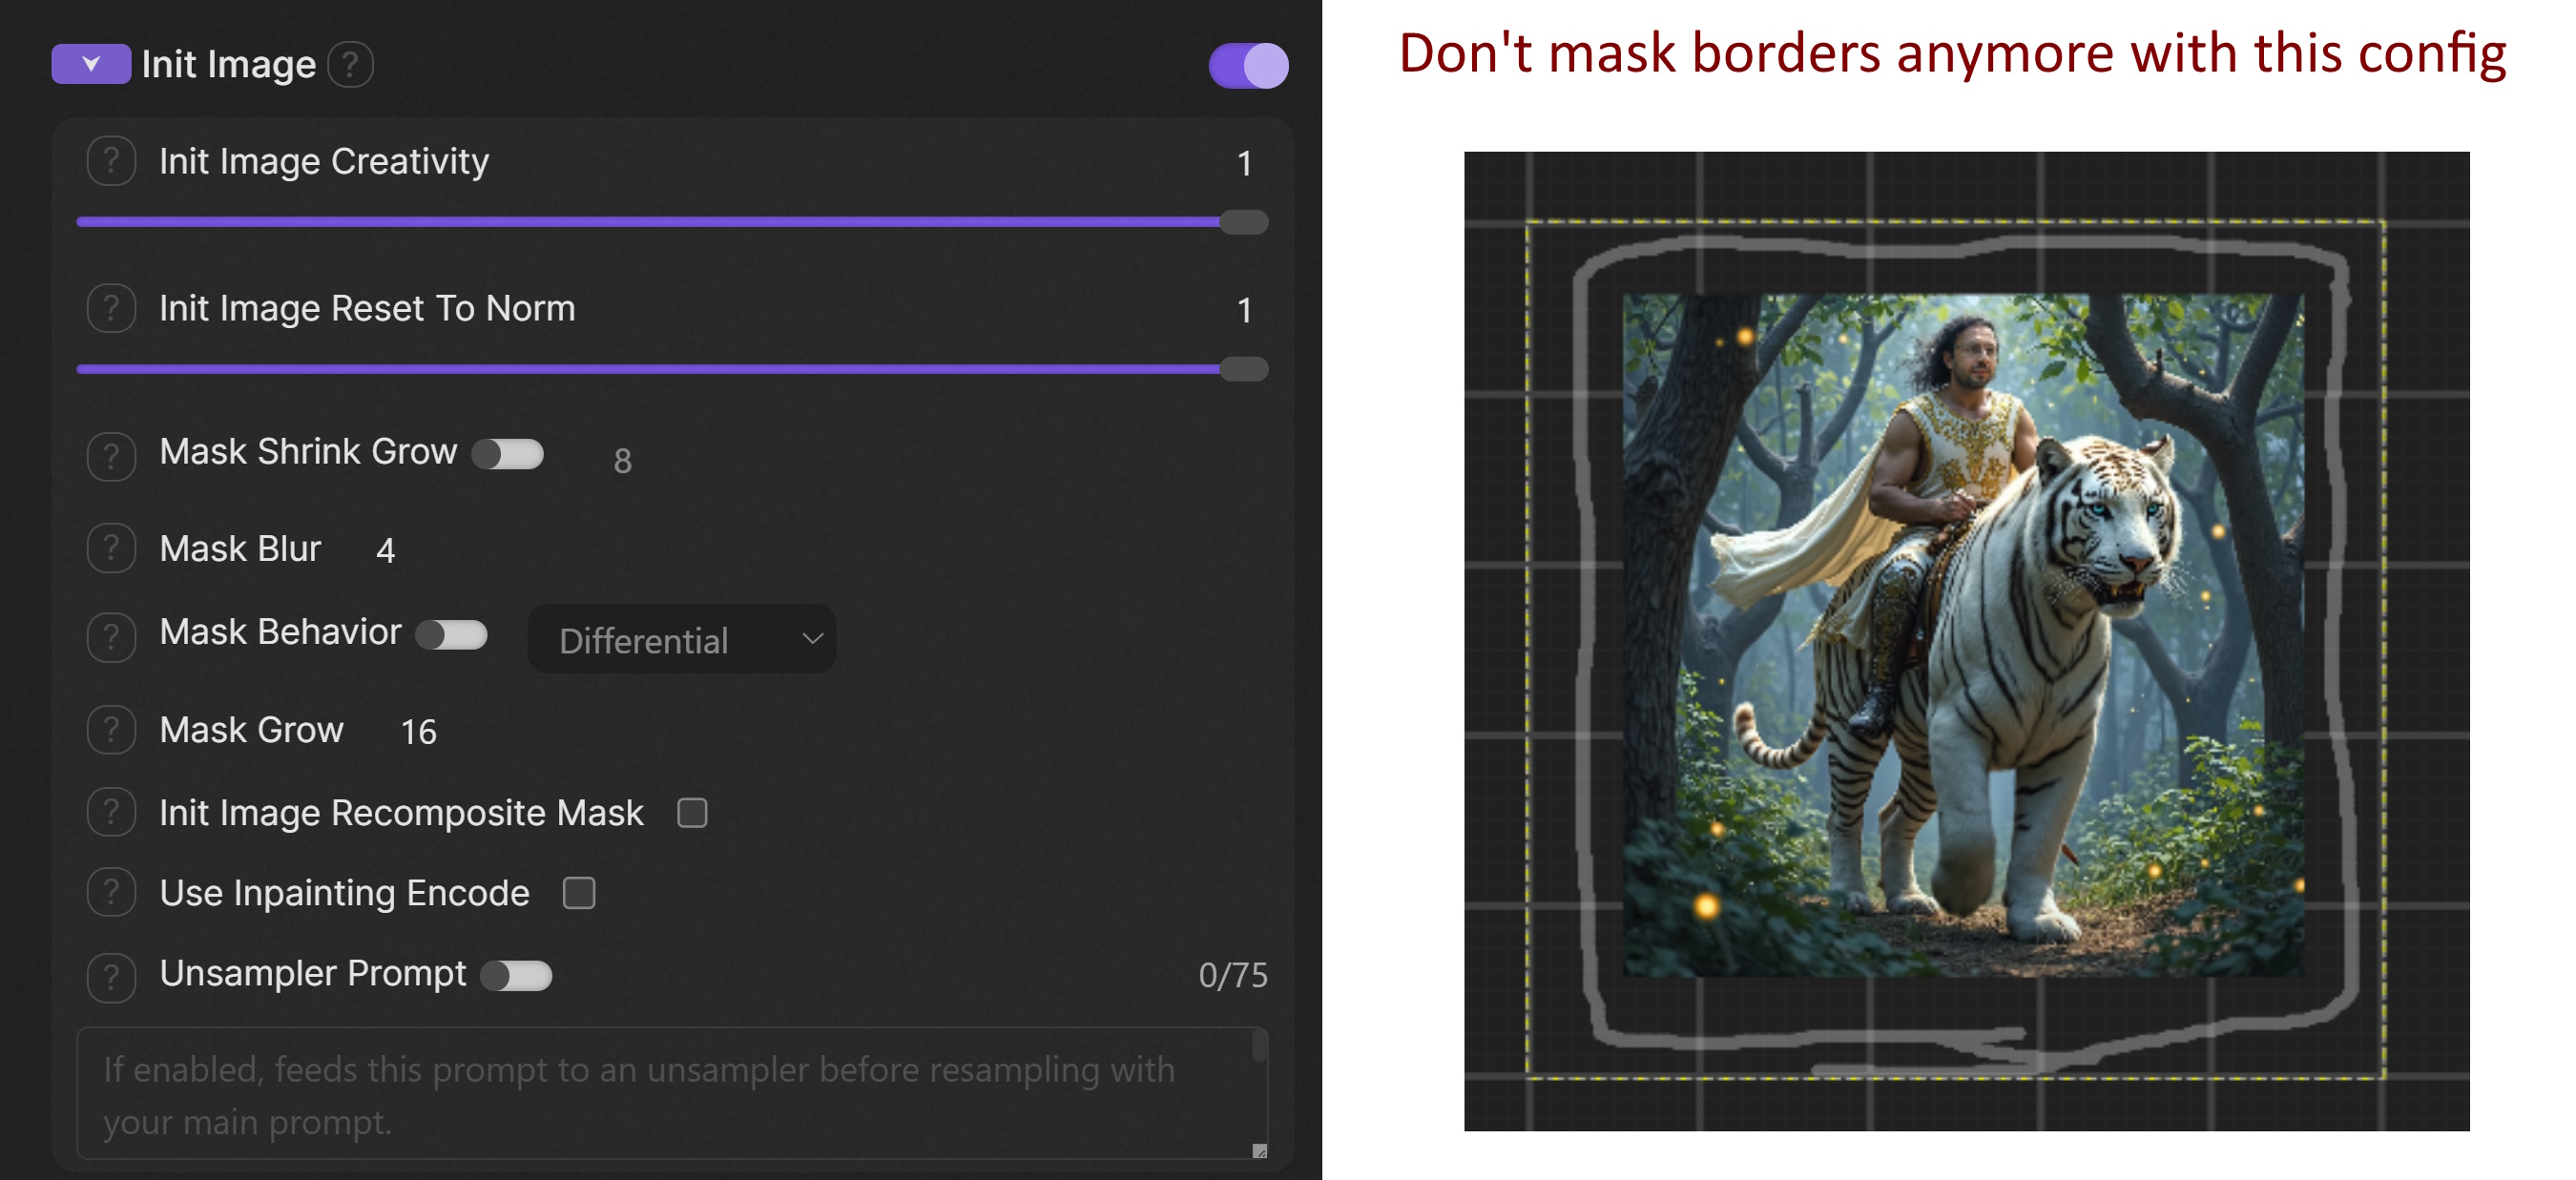 Init Image ?
? Init Image Creativity 1
? Init Image Reset To Norm 1
? Mask Shrink Grow 8
? Mask Blur 4
? Mask Behavior Differential
? Mask Grow 16
? Init Image Recomposite Mask
? Use Inpainting Encode
? Unsampler Prompt 0/75
If enabled, feeds this prompt to an unsampler before resampling with
your main prompt.
Don't mask borders anymore with this config